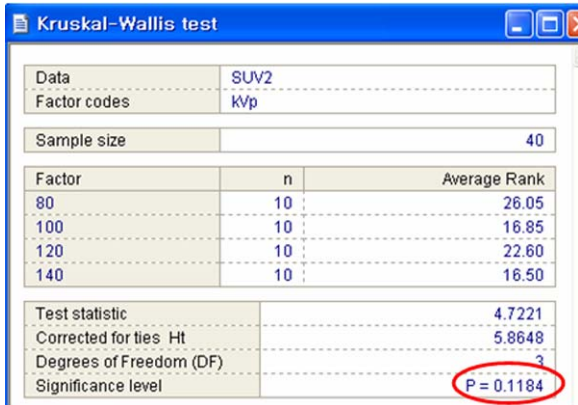 Kruskal-Wallis test
Data SUV2
Factor codes kVp
Sample size 40
Factor n Average Rank
80 10 26.05
100 10 16.85
120 10 22.60
140 10 16.50
Test statistic 4.7221
Corrected for ties Ht 5.8648
Degrees of Freedom (DF) 3
Significance level P = 0.1184